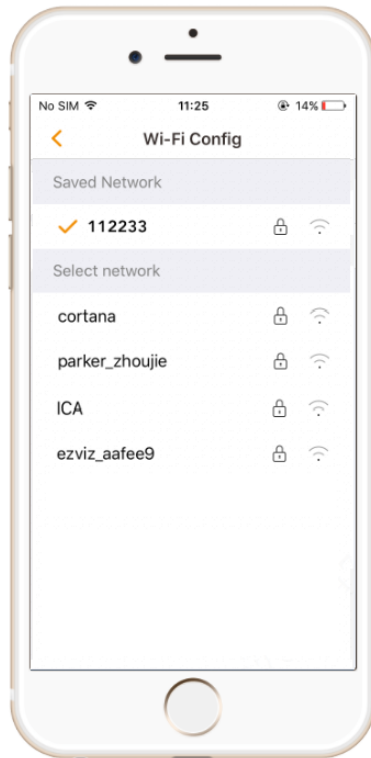 No SIM 11:25 14%
Wi-Fi Config
Saved Network
112233
Select network
cortana
parker_zhoujie
ICA
ezviz_aafee9